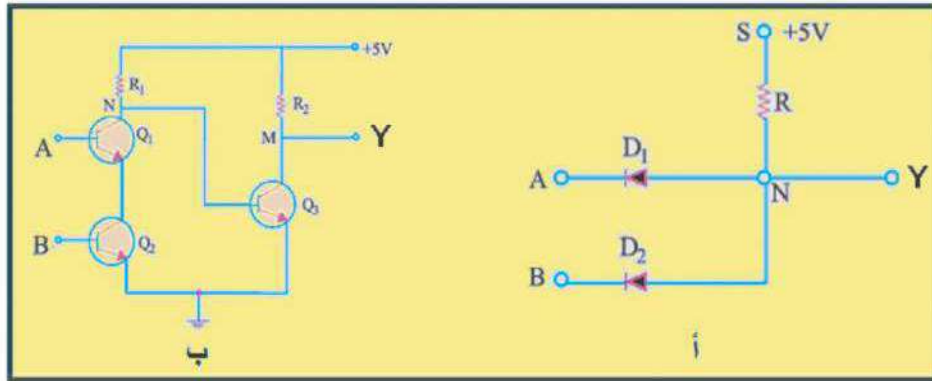 +5V
R₁
R₂
N
M
Y
A
Q₁
Q₃
B
Q₂
ب
S +5V
R
D₁
A
N
Y
D₂
B
أ